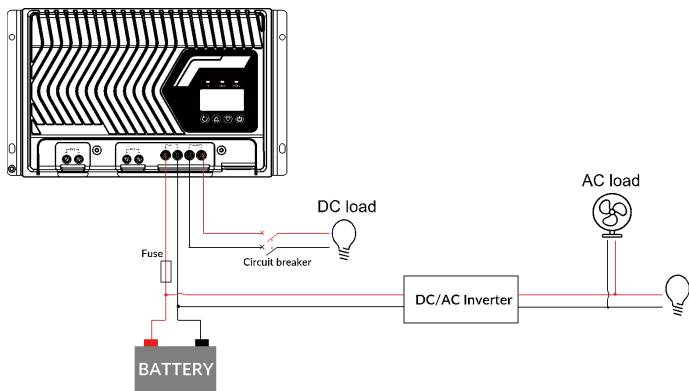 AC load
DC load
Fuse
Circuit breaker
DC/AC Inverter
BATTERY